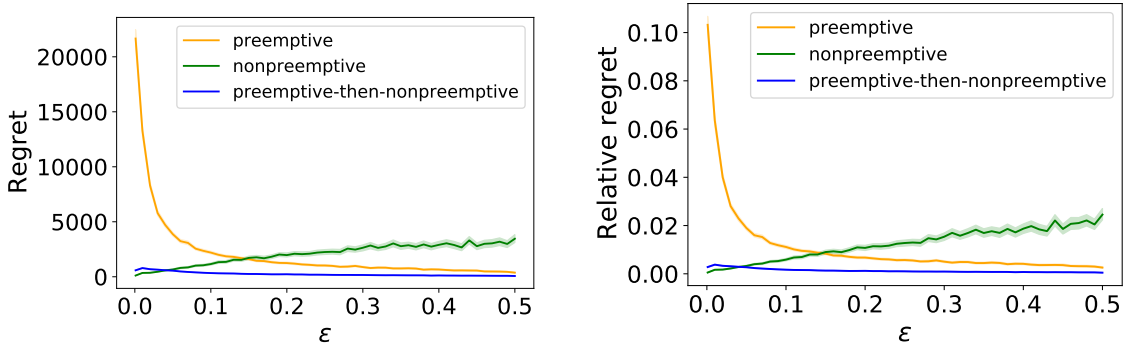 preemptive
nonpreemptive
preemptive-then-nonpreemptive
Regret
20000
15000
10000
5000
0
0.0 0.1 0.2 0.3 0.4 0.5
ε
preemptive
nonpreemptive
preemptive-then-nonpreemptive
Relative regret
0.10
0.08
0.06
0.04
0.02
0.00
0.0 0.1 0.2 0.3 0.4 0.5
ε